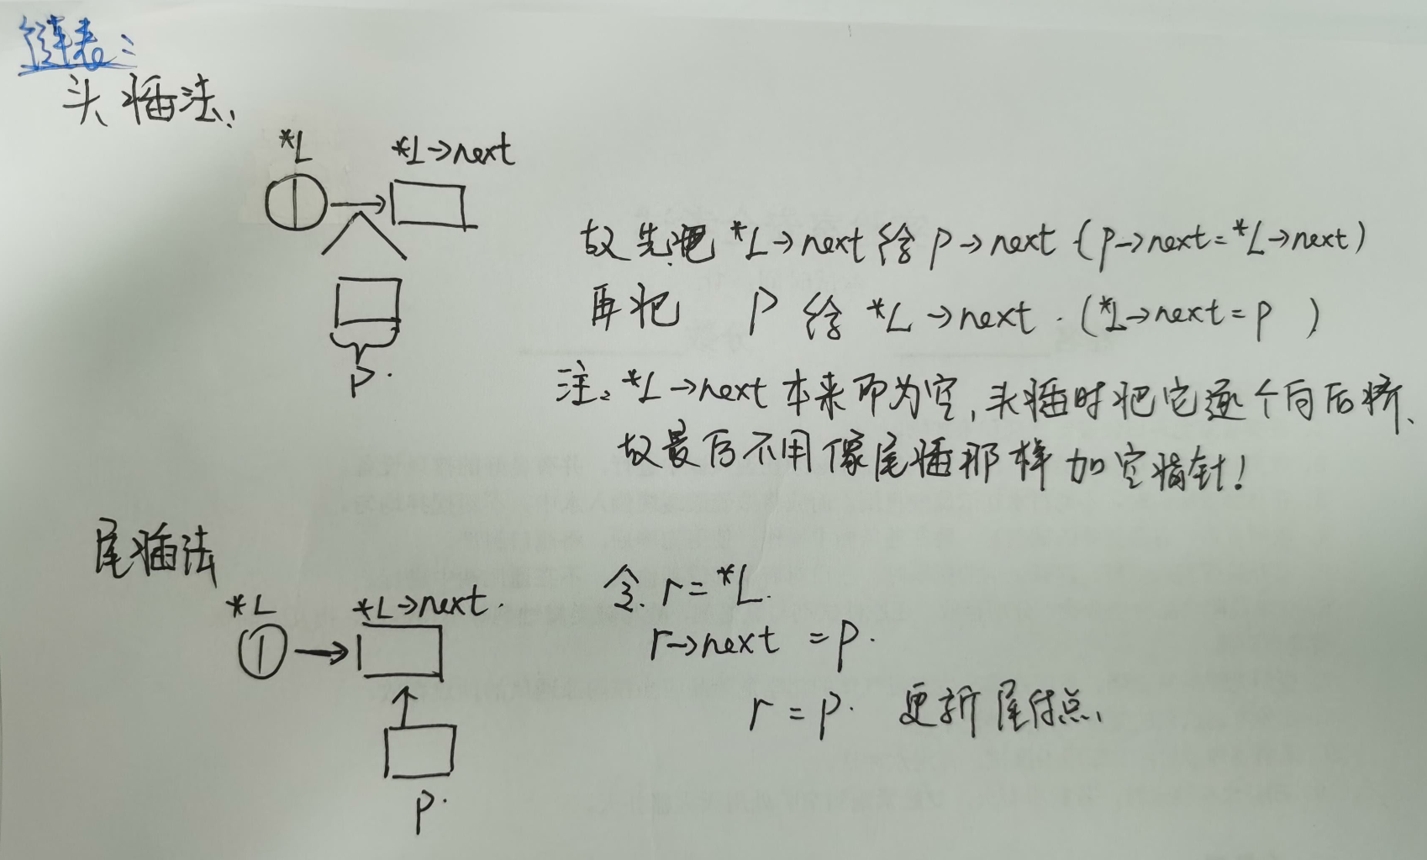 链表:
头插法:
*L
*L→next
故先把 *L→next 给 p→next (p→next = *L→next)
再把 p 给 *L→next. (*L→next = p )
p.
注: *L→next 本来即为空, 头插时把它逐个向后挤、
故最后不用像尾插那样加空指针!
尾插法
*L
*L→next.
令. r = *L.
r→next = p.
r = p. 更新尾结点、
p.